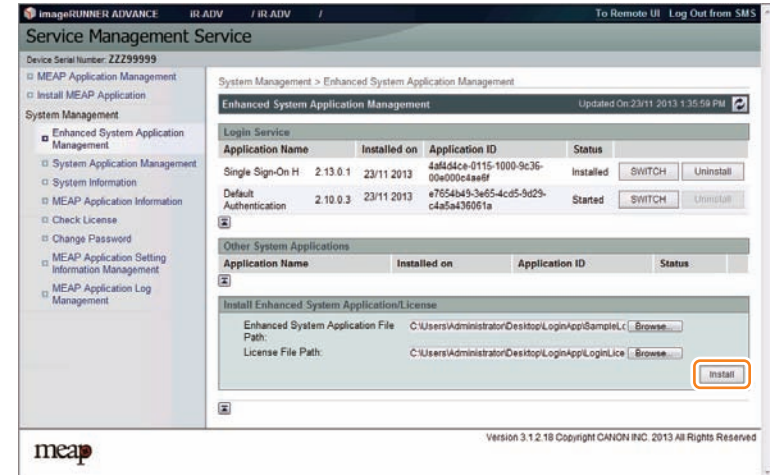 imageRUNNER ADVANCE iR-ADV / iR ADV /
To Remote UI Log Out from SMS
Service Management Service
Device Serial Number: ZZZ99999
MEAP Application Management
Install MEAP Application
System Management
Enhanced System Application
Management
System Application Management
System Information
MEAP Application Information
Check License
Change Password
MEAP Application Setting
Information Management
MEAP Application Log
Management
System Management > Enhanced System Application Management
Enhanced System Application Management Updated On:23/11 2013 1:35:59 PM
Login Service
Application Name Installed on Application ID Status
Single Sign-On H 2.13.0.1 23/11 2013 4af4d4ce-0115-1000-9c36-
00e000c4ae6f Installed SWITCH Uninstall
Default
Authentication 2.10.0.3 23/11 2013 e7654b49-3e65-4cd5-9d29-
c4a5a436061a Started SWITCH Uninstall
Other System Applications
Application Name Installed on Application ID Status
Install Enhanced System Application/License
Enhanced System Application File
Path: C:\Users\Administrator\Desktop\LoginApp\SampleLc Browse...
License File Path: C:\Users\Administrator\Desktop\LoginApp\LoginLice Browse...
Install
Version 3.1.2.18 Copyright CANON INC. 2013 All Rights Reserved
meap